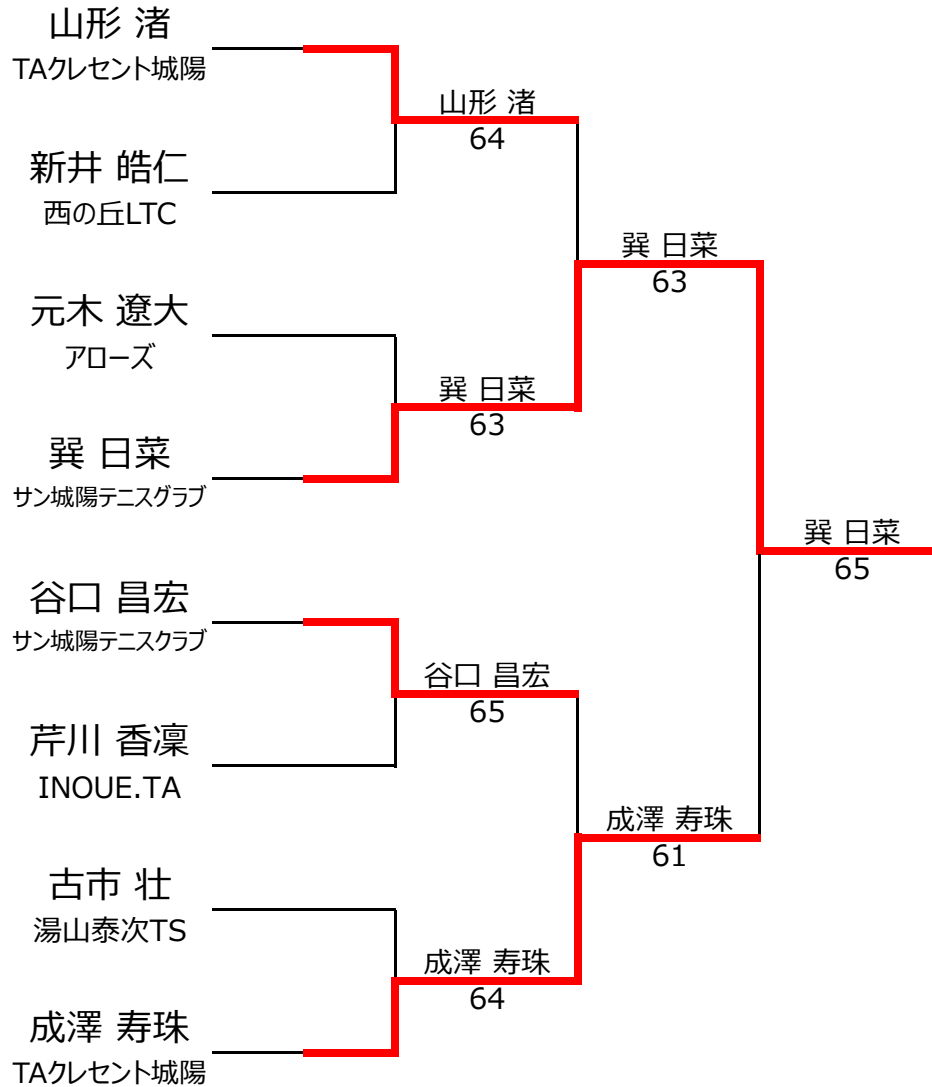 山形 渚
TAクレセント城陽
山形 渚
64
新井 皓仁
西の丘LTC
巽 日菜
63
元木 遼大
アローズ
巽 日菜
63
巽 日菜
サン城陽テニスグラブ
巽 日菜
65
谷口 昌宏
サン城陽テニスクラブ
谷口 昌宏
65
芹川 香凜
INOUE.TA
成澤 寿珠
61
古市 壮
湯山泰次TS
成澤 寿珠
64
成澤 寿珠
TAクレセント城陽